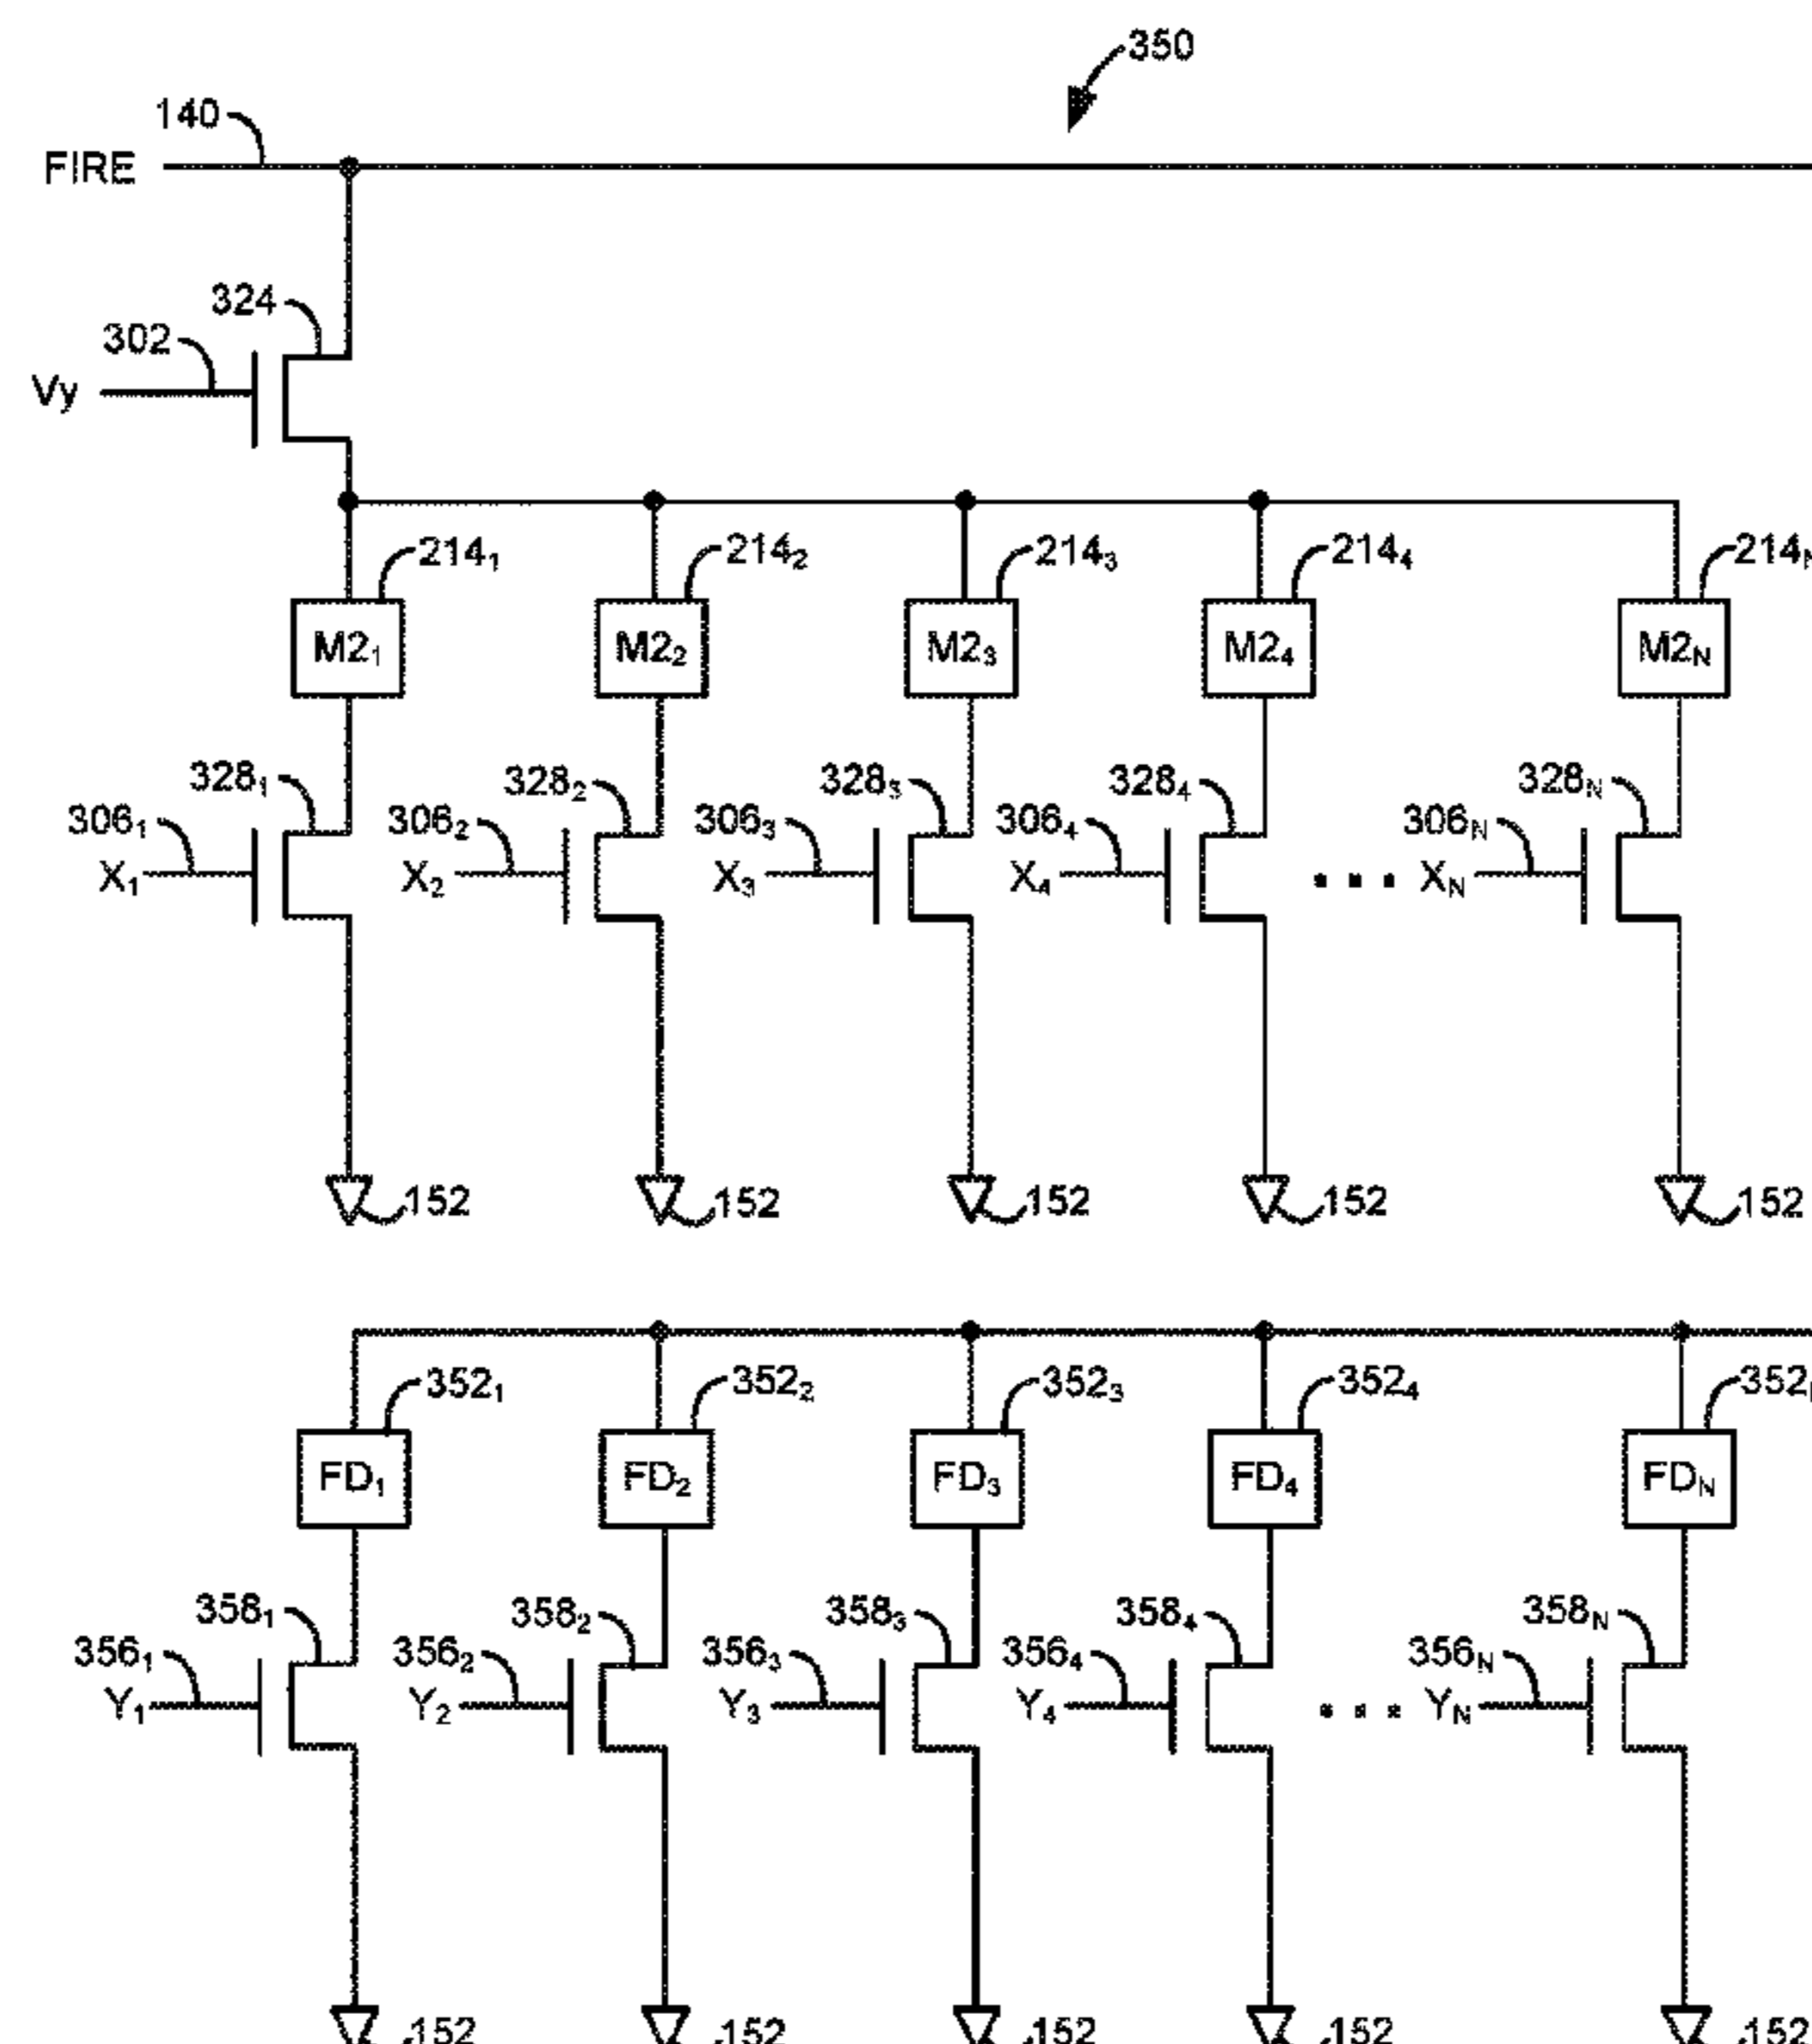 350
140
FIRE
324
302
Vy
214₁ 214₂ 214₃ 214₄ 214N
M2₁ M2₂ M2₃ M2₄ M2N
328₁ 328₂ 328₃ 328₄ 328N
306₁ 306₂ 306₃ 306₄ 306N
X₁ X₂ X₃ X₄ ... XN
152 152 152 152 152
352₁ 352₂ 352₃ 352₄ 352
FD₁ FD₂ FD₃ FD₄ FDN
358₁ 358₂ 358₃ 358₄ 358N
356₁ 356₂ 356₃ 356₄ 356N
Y₁ Y₂ Y₃ Y₄ ... YN
152 152 152 152 152